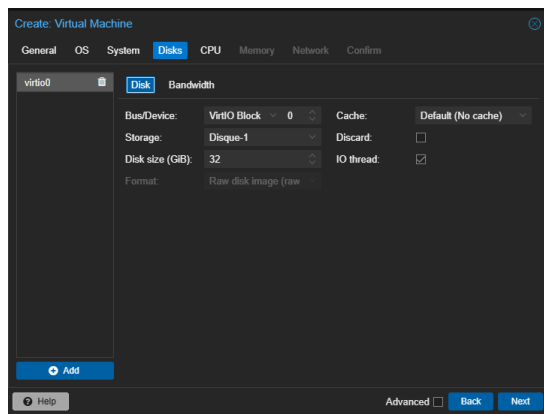 Create: Virtual Machine
General OS System Disks CPU Memory Network Confirm
virtio0
Disk Bandwidth
Bus/Device: VirtIO Block 0 Cache: Default (No cache)
Storage: Disque-1 Discard:
Disk size (GiB): 32 IO thread:
Format: Raw disk image (raw
Add
Help Advanced Back Next